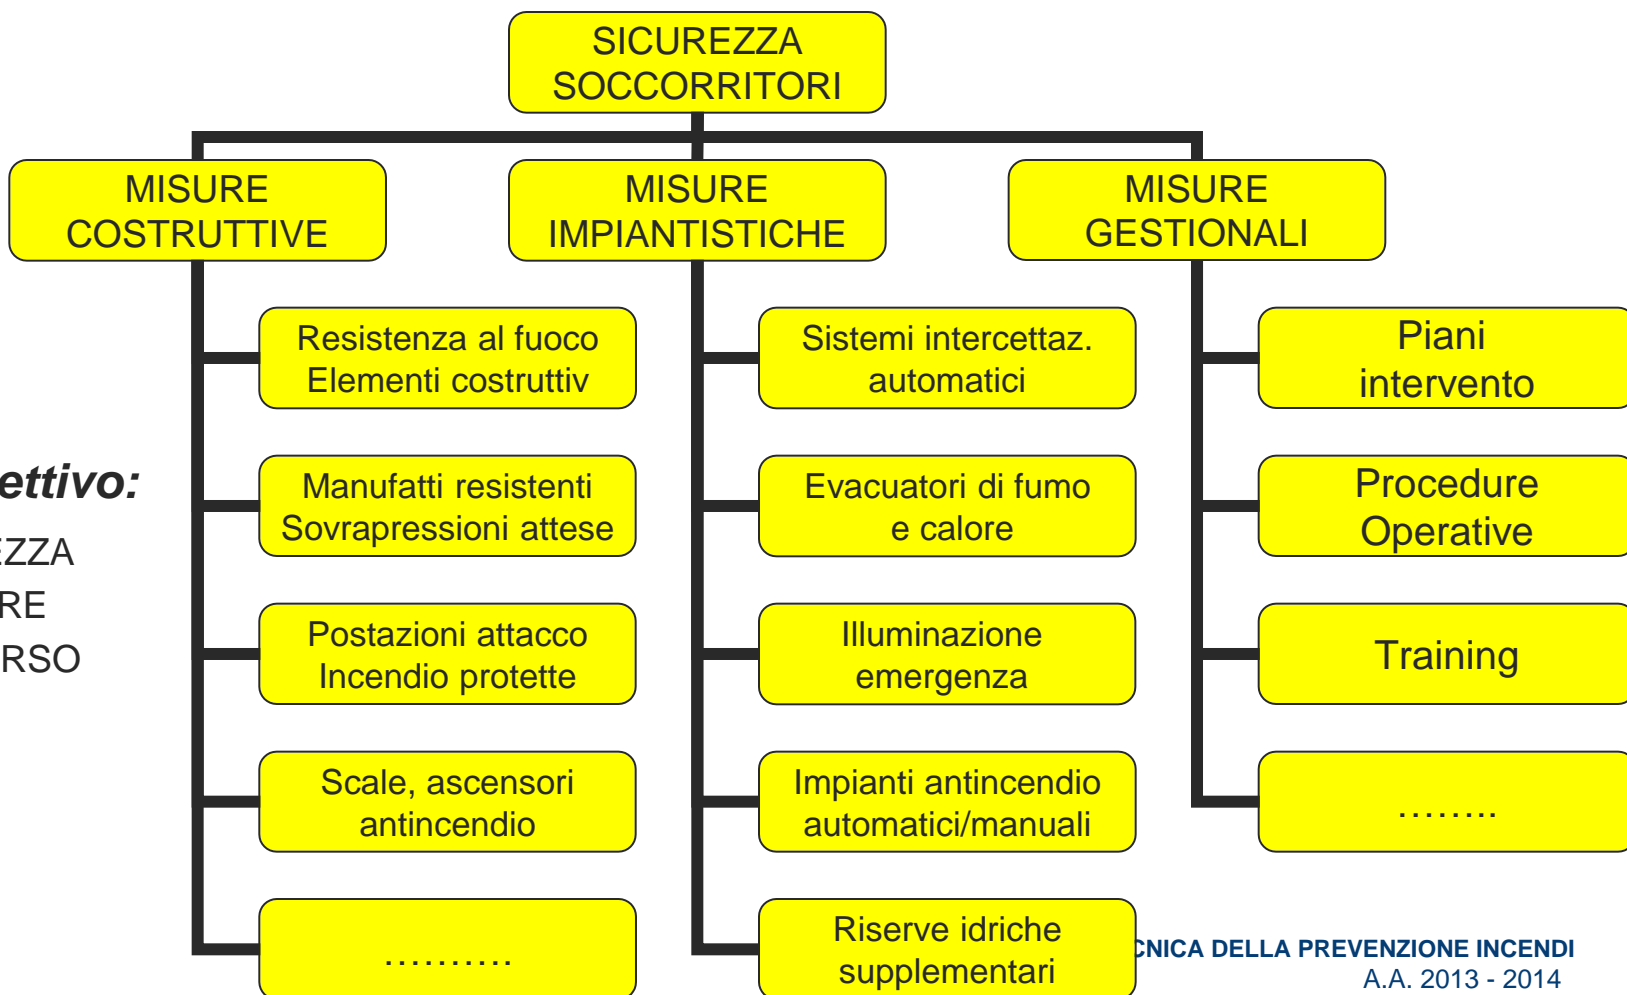 SICUREZZA
SOCCORRITORI
MISURE
COSTRUTTIVE
MISURE
IMPIANTISTICHE
MISURE
GESTIONALI
Resistenza al fuoco
Elementi costruttiv
Manufatti resistenti
Sovrapressioni attese
Postazioni attacco
Incendio protette
Scale, ascensori
antincendio
……….
Sistemi intercettaz.
automatici
Evacuatori di fumo
e calore
Illuminazione
emergenza
Impianti antincendio
automatici/manuali
Riserve idriche
supplementari
Piani
intervento
Procedure
Operative
Training
……..
ettivo:
EZZA
RE
RSO
CNICA DELLA PREVENZIONE INCENDI
A.A. 2013 - 2014